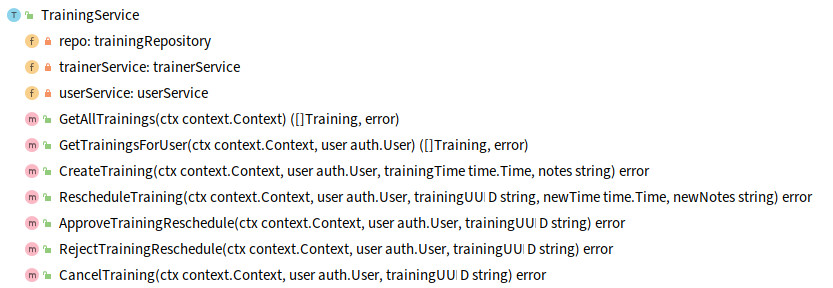 T TrainingService
f repo: trainingRepository
f trainerService: trainerService
f userService: userService
m GetAllTrainings(ctx context.Context) ([]Training, error)
m GetTrainingsForUser(ctx context.Context, user auth.User) ([]Training, error)
m CreateTraining(ctx context.Context, user auth.User, trainingTime time.Time, notes string) error
m RescheduleTraining(ctx context.Context, user auth.User, trainingUUID string, newTime time.Time, newNotes string) error
m ApproveTrainingReschedule(ctx context.Context, user auth.User, trainingUUID string) error
m RejectTrainingReschedule(ctx context.Context, user auth.User, trainingUUID string) error
m CancelTraining(ctx context.Context, user auth.User, trainingUUID string) error